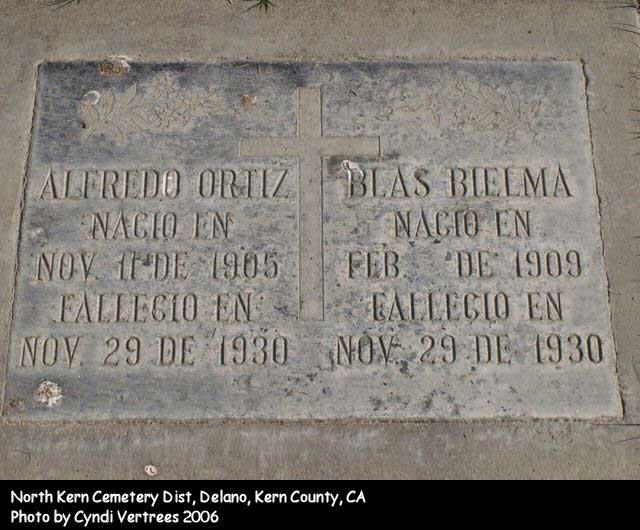 ALFREDO ORTIZ
NACIO EN
NOV. 11 DE 1905
FALLECIO EN
NOV. 29 DE 1930
BLAS BIELMA
NACIO EN
FEB DE 1909
FALLECIO EN
NOV. 29 DE 1930
North Kern Cemetery Dist, Delano, Kern County, CA
Photo by Cyndi Vertrees 2006